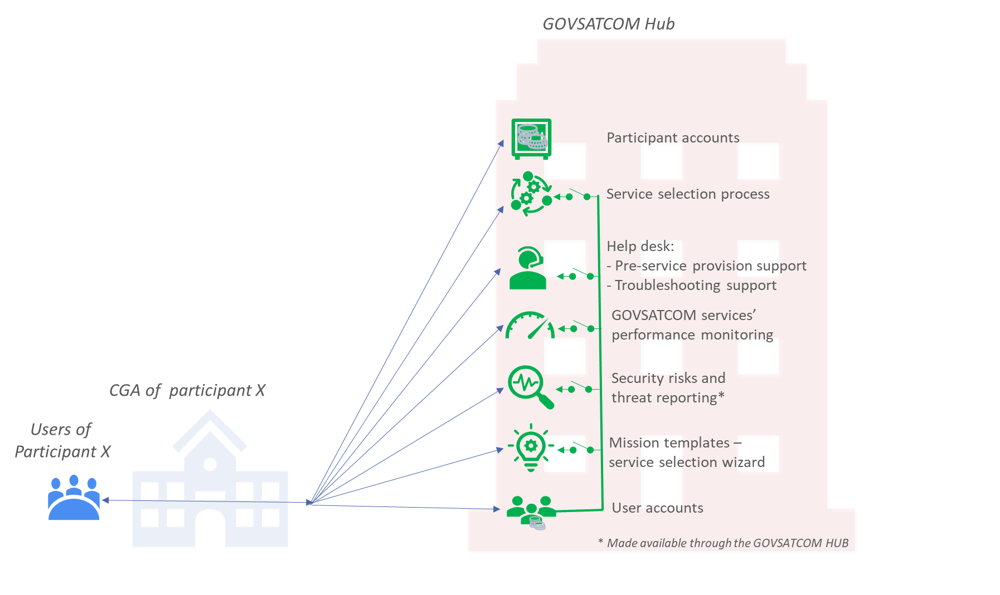 GOVSATCOM Hub
Participant accounts
Service selection process
Help desk:
- Pre-service provision support
- Troubleshooting support
GOVSATCOM services’
performance monitoring
Security risks and
threat reporting*
Mission templates –
service selection wizard
User accounts
* Made available through the GOVSATCOM HUB
CGA of participant X
Users of
Participant X